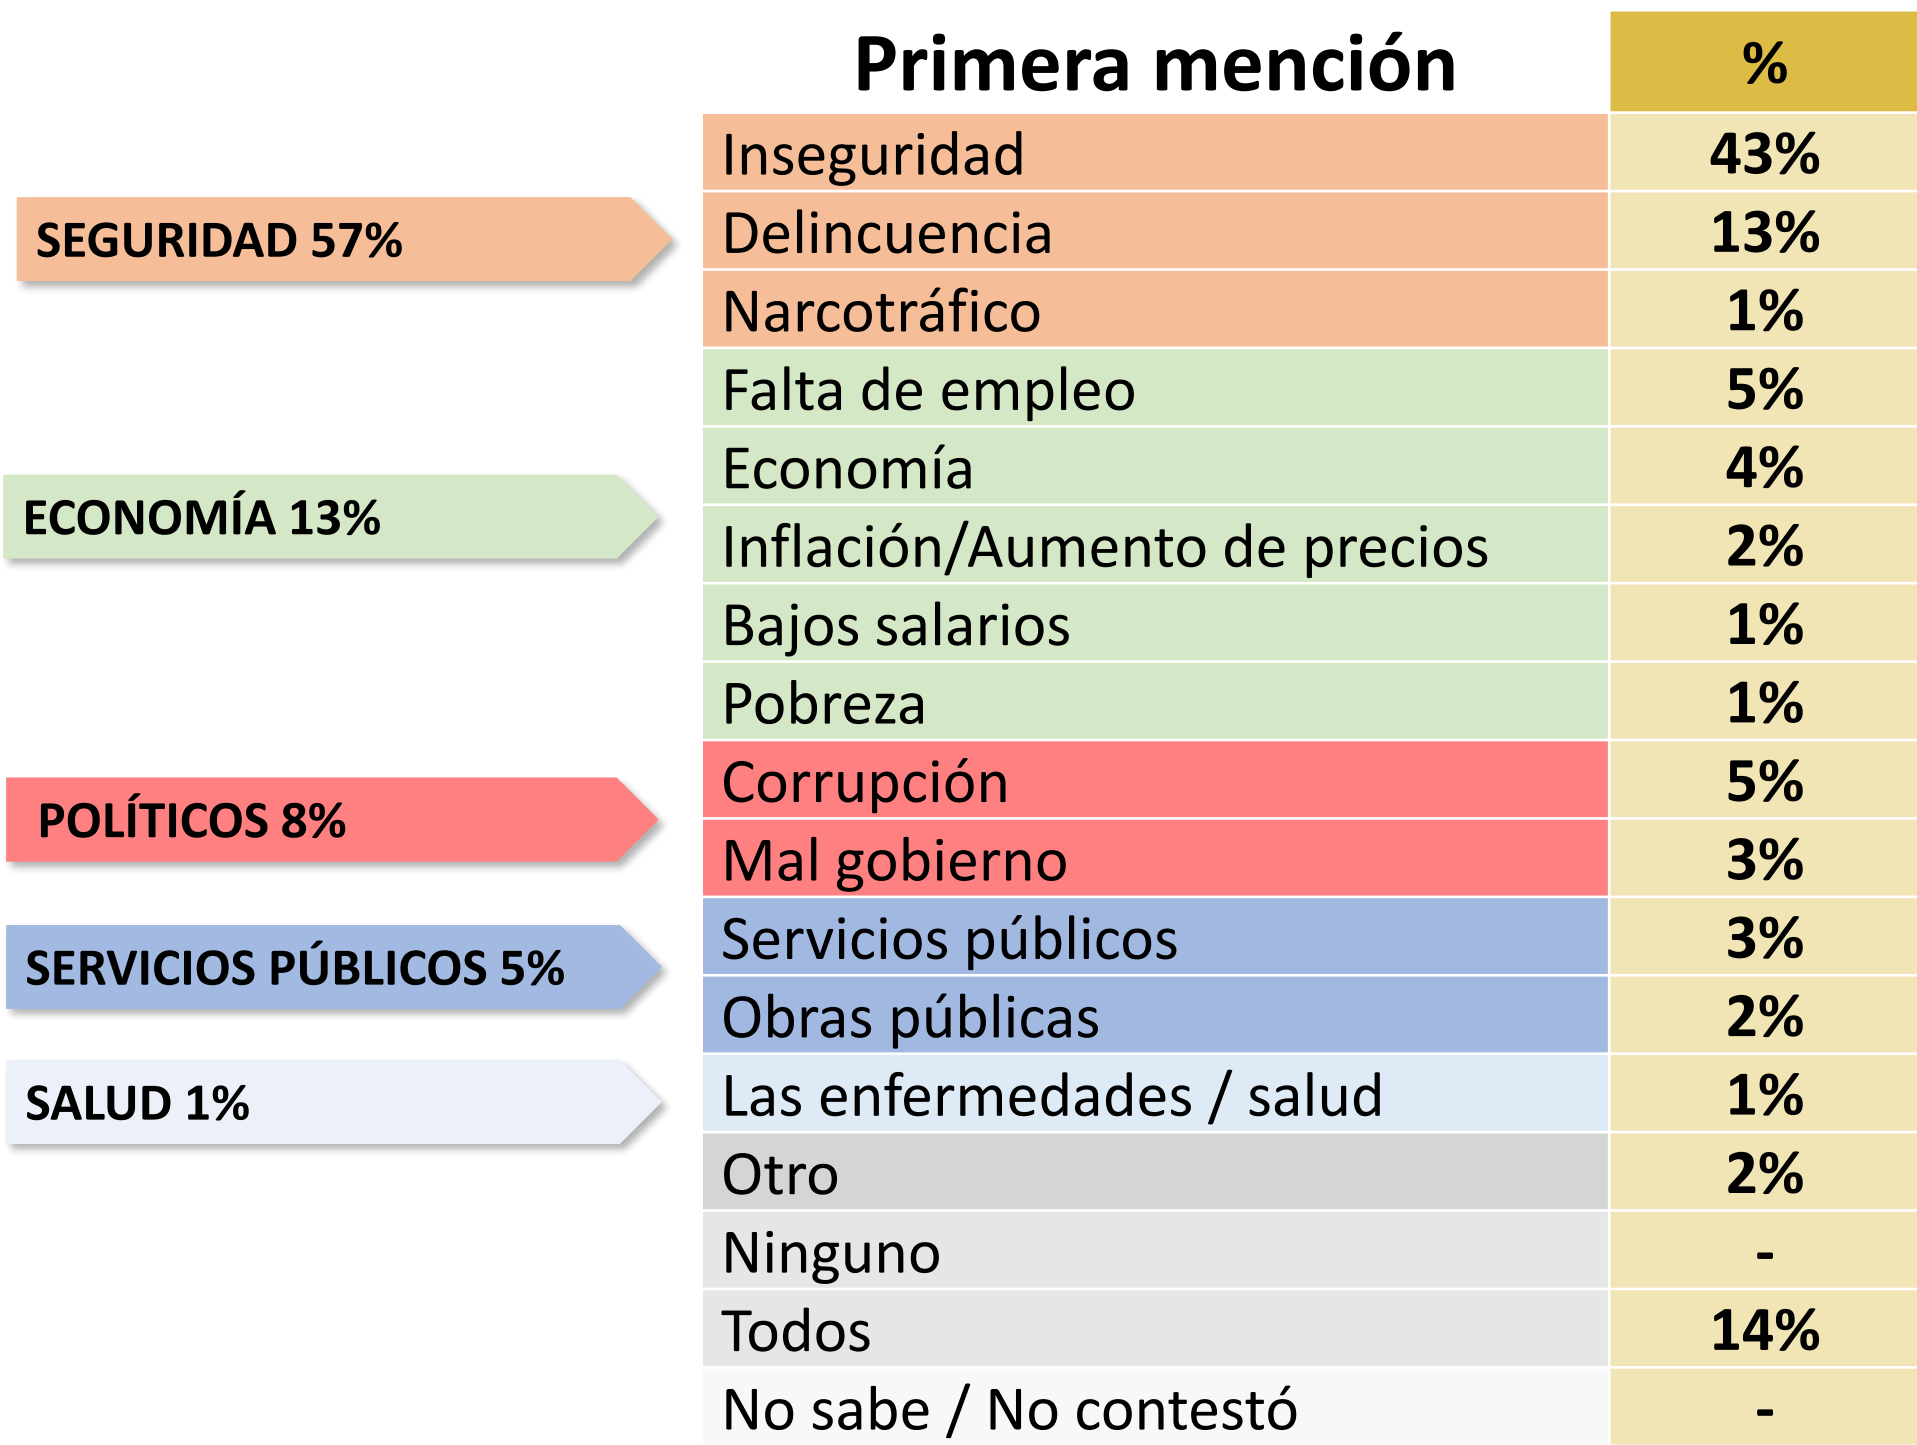 Primera mención %
Inseguridad 43%
SEGURIDAD 57%
Delincuencia 13%
Narcotráfico 1%
Falta de empleo 5%
Economía 4%
ECONOMÍA 13%
Inflación/Aumento de precios 2%
Bajos salarios 1%
Pobreza 1%
Corrupción 5%
POLÍTICOS 8%
Mal gobierno 3%
Servicios públicos 3%
SERVICIOS PÚBLICOS 5%
Obras públicas 2%
Las enfermedades / salud 1%
SALUD 1%
Otro 2%
Ninguno -
Todos 14%
No sabe / No contestó -